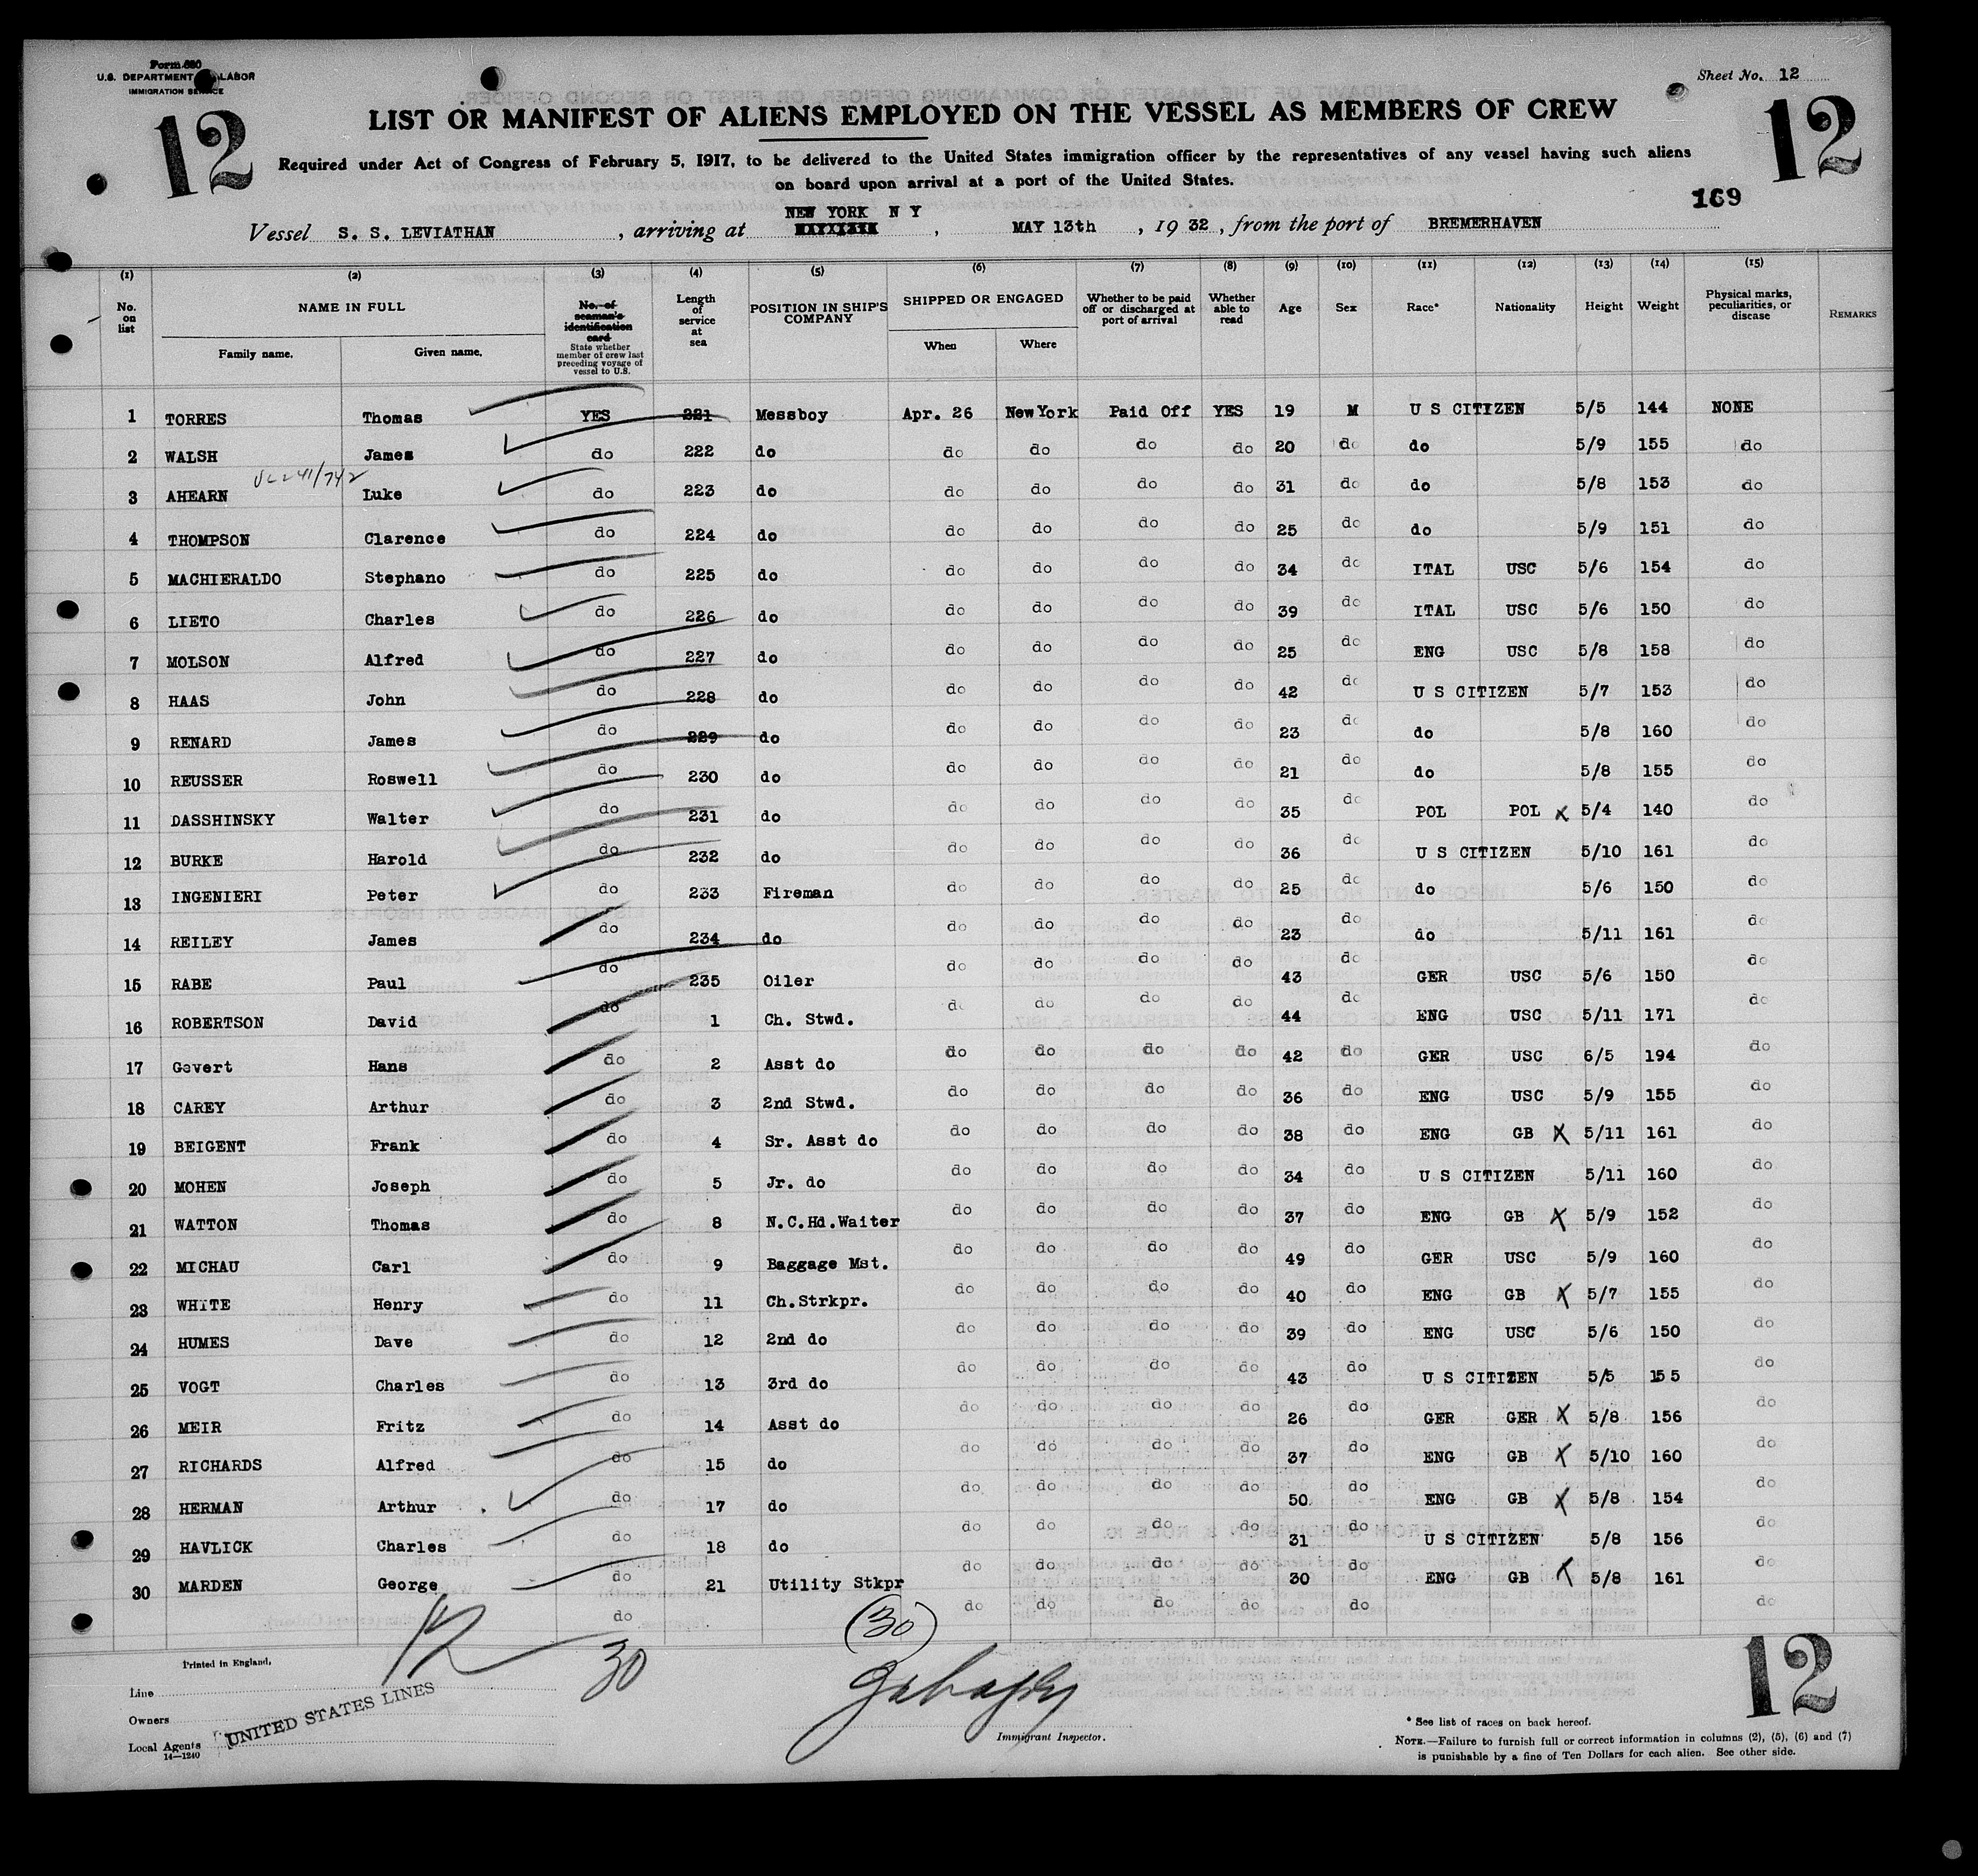 Form 680
U.S. DEPARTMENT LABOR
IMMIGRATION SERVICE
Sheet No. 12
12
12
LIST OR MANIFEST OF ALIENS EMPLOYED ON THE VESSEL AS MEMBERS OF CREW
Required under Act of Congress of February 5, 1917, to be delivered to the United States immigration officer by the representatives of any vessel having such aliens
on board upon arrival at a port of the United States.
169
NEW YORK N Y
Vessel S. S. LEVIATHAN, arriving at , MAY 13th, 1932, from the port of BREMERHAVEN
(1) (2) (3) (4) (5) (6) (7) (8) (9) (10) (11) (12) (13) (14) (15)
No. on list NAME IN FULL Family name. Given name. No. of seaman's identification card State whether member of crew last preceding voyage of vessel to U.S. Length of service at sea POSITION IN SHIP'S COMPANY SHIPPED OR ENGAGED When Where Whether to be paid off or discharged at port of arrival Whether able to read Age Sex Race* Nationality Height Weight Physical marks, peculiarities, or disease REMARKS
1 TORRES Thomas YES 221 Messboy Apr. 26 New York Paid Off YES 19 M U S CITIZEN 5/5 144 NONE
2 WALSH James do 222 do do do do do 20 do do 5/9 155 do
3 AHEARN Luke do 223 do do do do do 31 do do 5/8 153 do
4 THOMPSON Clarence do 224 do do do do do 25 do do 5/9 151 do
5 MACHIERALDO Stephano do 225 do do do do do 34 do ITAL USC 5/6 154 do
6 LIETO Charles do 226 do do do do do 39 do ITAL USC 5/6 150 do
7 MOLSON Alfred do 227 do do do do do 25 do ENG USC 5/8 158 do
8 HAAS John do 228 do do do do do 42 do U S CITIZEN 5/7 153 do
9 RENARD James do 229 do do do do do 23 do do 5/8 160 do
10 REUSSER Roswell do 230 do do do do do 21 do do 5/8 155 do
11 DASSHINSKY Walter do 231 do do do do do 35 do POL POL X 5/4 140 do
12 BURKE Harold do 232 do do do do do 36 do U S CITIZEN 5/10 161 do
13 INGENIERI Peter do 233 Fireman do do do do 25 do do 5/6 150 do
14 REILEY James do 234 do do do do do 23 do do 5/11 161 do
15 RABE Paul do 235 Oiler do do do do 43 do GER USC 5/6 150 do
16 ROBERTSON David do 1 Ch. Stwd. do do do do 44 do ENG USC 5/11 171 do
17 Govert Hans do 2 Asst do do do do do 42 do GER USC 6/5 194 do
18 CAREY Arthur do 3 2nd Stwd. do do do do 36 do ENG USC 5/9 155 do
19 BEIGENT Frank do 4 Sr. Asst do do do do do 38 do ENG GB X 5/11 161 do
20 MOHEN Joseph do 5 Jr. do do do do do 34 do U S CITIZEN 5/11 160 do
21 WATTON Thomas do 8 N.C.Hd.Waiter do do do do 37 do ENG GB X 5/9 152 do
22 MICHAU Carl do 9 Baggage Mst. do do do do 49 do GER USC 5/9 160 do
23 WHITE Henry do 11 Ch.Strkpr. do do do do 40 do ENG GB X 5/7 155 do
24 HUMES Dave do 12 2nd do do do do do 39 do ENG USC 5/6 150 do
25 VOGT Charles do 13 3rd do do do do do 43 do U S CITIZEN 5/5 155 do
26 MEIR Fritz do 14 Asst do do do do do 26 do GER GER X 5/8 156 do
27 RICHARDS Alfred do 15 do do do do do 37 do ENG GB X 5/10 160 do
28 HERMAN Arthur do 17 do do do do do 50 do ENG GB X 5/8 154 do
29 HAVLICK Charles do 18 do do do do do 31 do U S CITIZEN 5/8 156 do
30 MARDEN George do 21 Utility Stkpr do do do do 30 do ENG GB X 5/8 161 do
do do do do do do do
12 30 (30)
Printed in England.
Line
Owners
Local Agents UNITED STATES LINES
14—1240
Immigrant Inspector.
12
* See list of races on back hereof.
NOTE.—Failure to furnish full or correct information in columns (2), (5), (6) and (7)
is punishable by a fine of Ten Dollars for each alien. See other side.